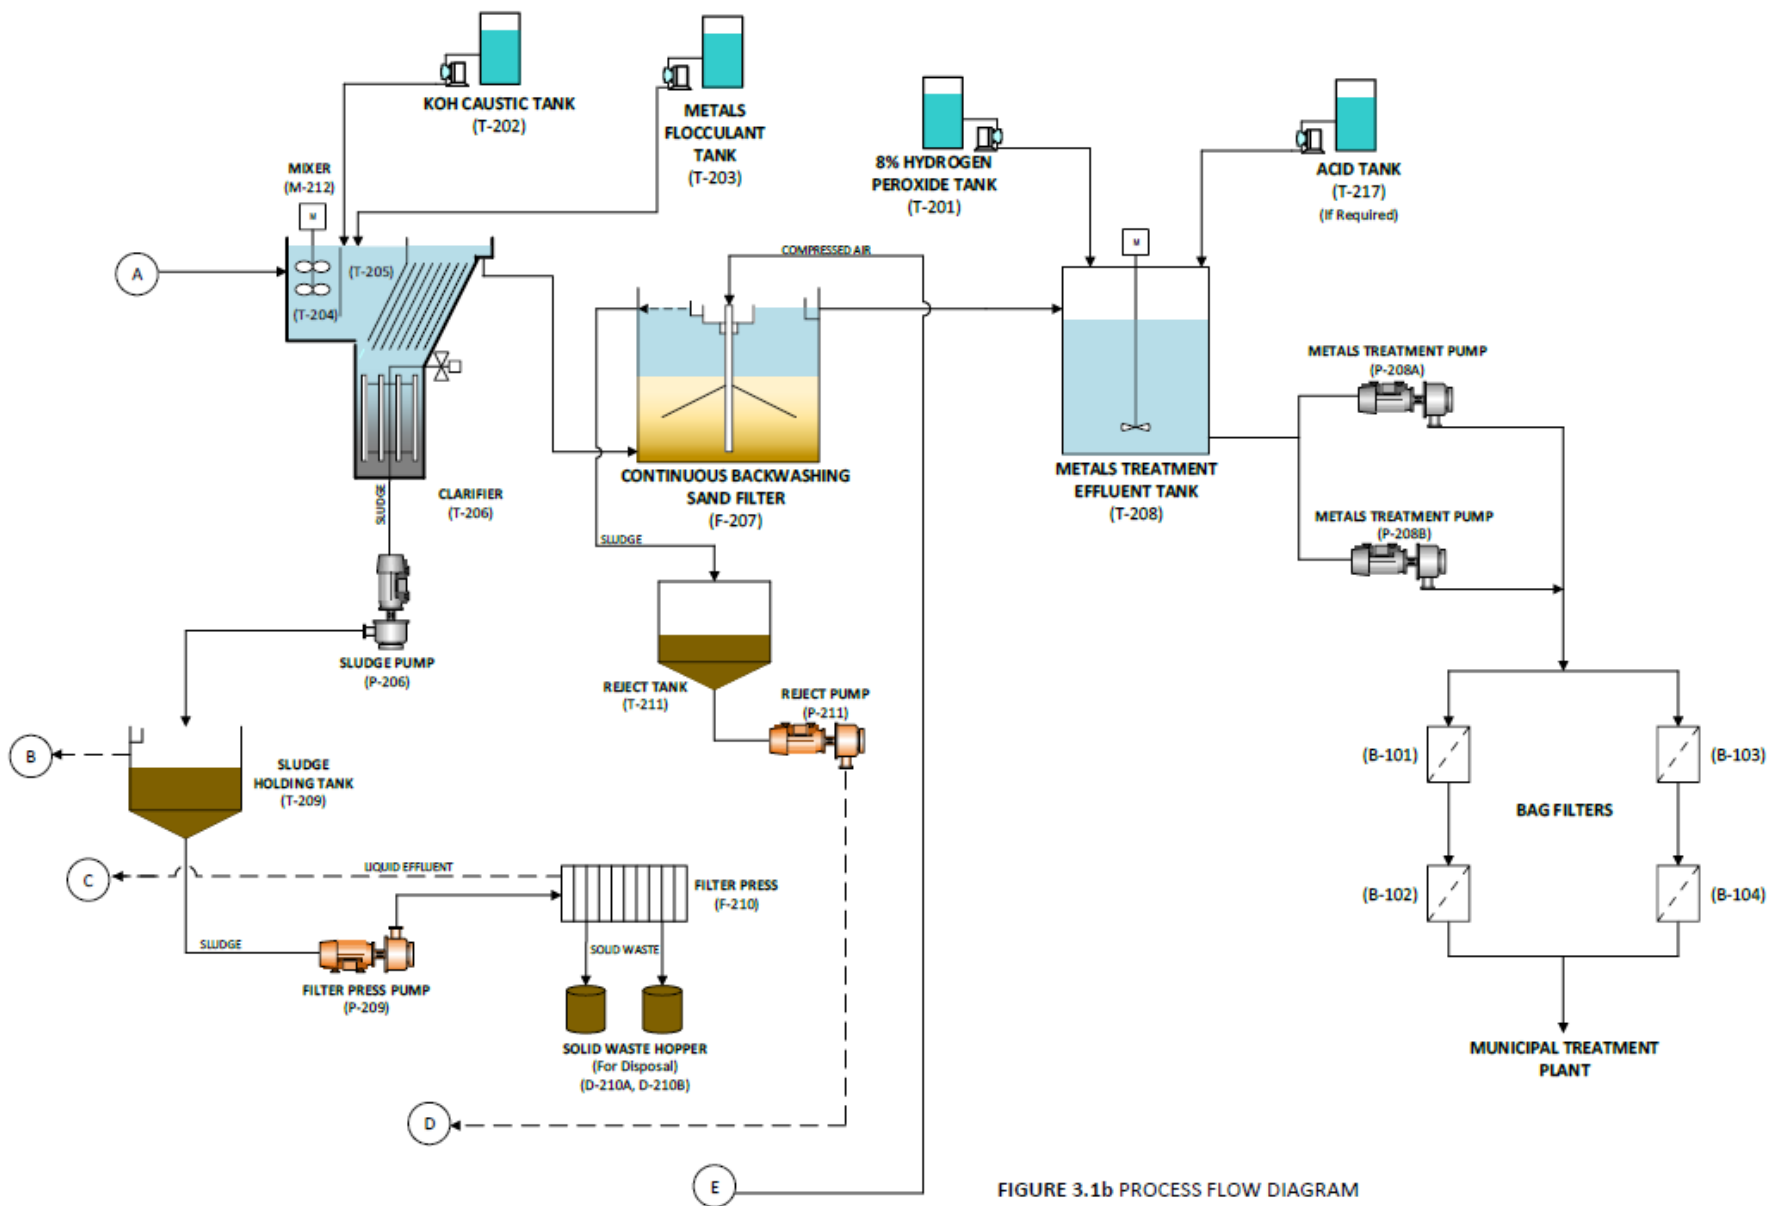 KOH CAUSTIC TANK
(T-202)
METALS
FLOCCULANT
TANK
(T-203)
8% HYDROGEN
PEROXIDE TANK
(T-201)
ACID TANK
(T-217)
(If Required)
MIXER
(M-212)
M
A
(T-205)
(T-204)
COMPRESSED AIR
M
METALS TREATMENT PUMP
(P-208A)
CLARIFIER
(T-206)
SLUDGE
CONTINUOUS BACKWASHING
SAND FILTER
(F-207)
METALS TREATMENT
EFFLUENT TANK
(T-208)
METALS TREATMENT PUMP
(P-208B)
SLUDGE
SLUDGE PUMP
(P-206)
REJECT TANK
(T-211)
REJECT PUMP
(P-211)
B
SLUDGE
HOLDING TANK
(T-209)
(B-101)
(B-103)
BAG FILTERS
(B-102)
(B-104)
C
LIQUID EFFLUENT
FILTER PRESS
(F-210)
SLUDGE
SOLID WASTE
FILTER PRESS PUMP
(P-209)
SOLID WASTE HOPPER
(For Disposal)
(D-210A, D-210B)
MUNICIPAL TREATMENT
PLANT
D
E
FIGURE 3.1b PROCESS FLOW DIAGRAM